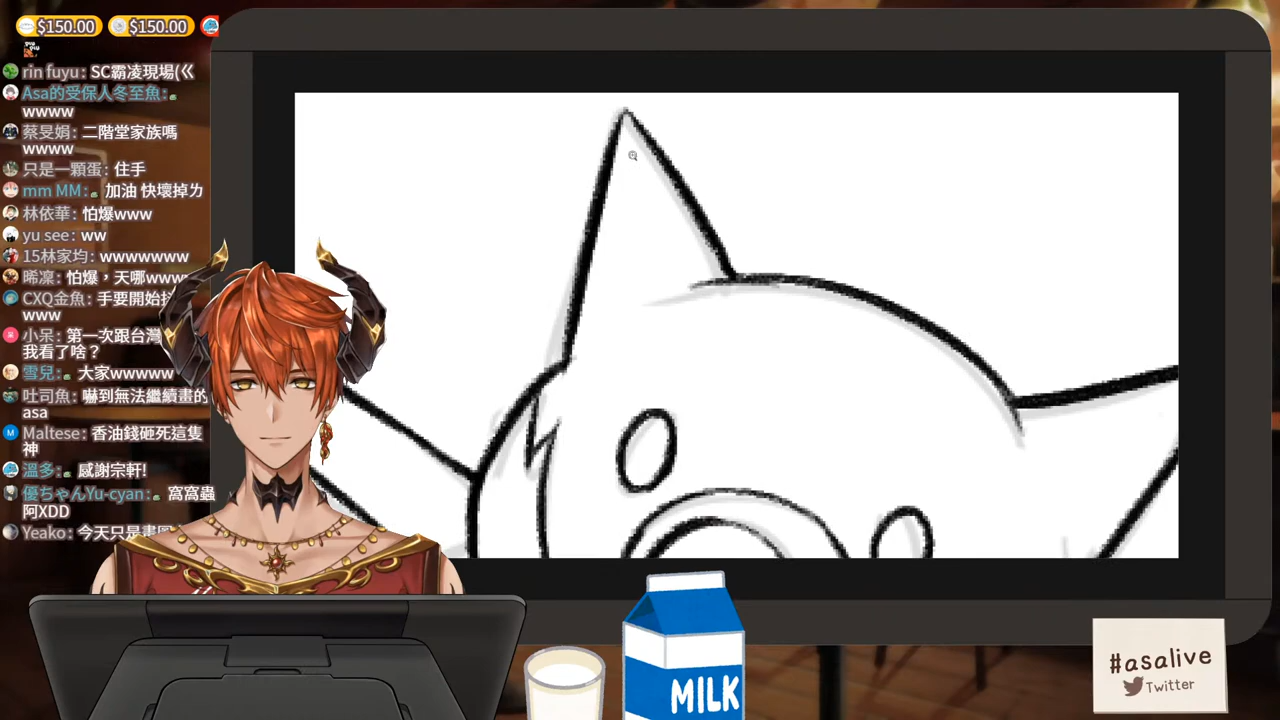 $150.00 $150.00
rin fuyu: SC霸凌現場(ㄍ
Asa的受保人冬至魚:
wwww
蔡旻娟: 二階堂家族嗎
wwww
只是一顆蛋: 住手
mm MM: 加油 快壞掉ㄌ
林依華: 怕爆www
yu see: ww
15林家均: wwwwwww
晞凜: 怕爆，天哪www
CXQ金魚: 手要開始
www
小呆: 第一次跟台灣
我看了啥？
雪兒: 大家wwwww
吐司魚: 嚇到無法繼續畫的
asa
Maltese: 香油錢砸死這隻
神
溫多: 感謝宗軒!
優ちゃんYu-cyan: 窩窩蟲
阿XDD
Yeako: 今天只是畫
MILK
#asalive
Twitter